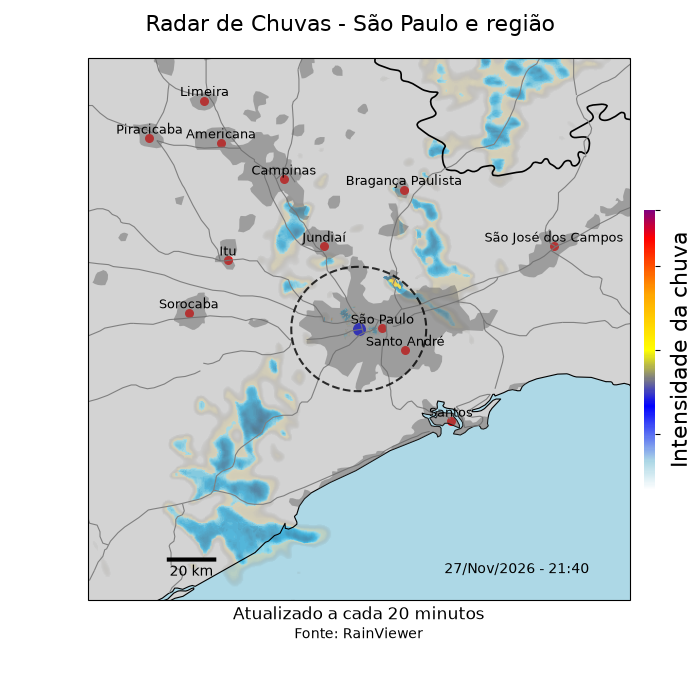 Radar de Chuvas - São Paulo e região
Limeira
Piracicaba
Americana
Campinas
Bragança Paulista
Itu
Jundiaí
São José dos Campos
Sorocaba
São Paulo
Santo André
Santos
Intensidade da chuva
20 km
27/Nov/2026 - 21:40
Atualizado a cada 20 minutos
Fonte: RainViewer